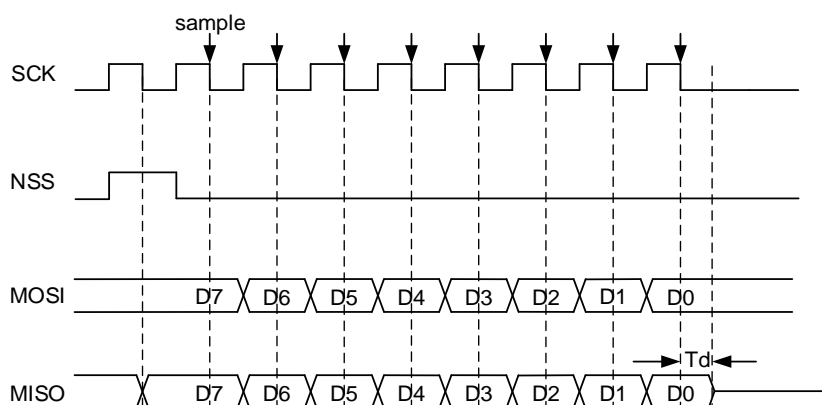 sample
SCK
NSS
MOSI D7 D6 D5 D4 D3 D2 D1 D0
Td
MISO D7 D6 D5 D4 D3 D2 D1 D0